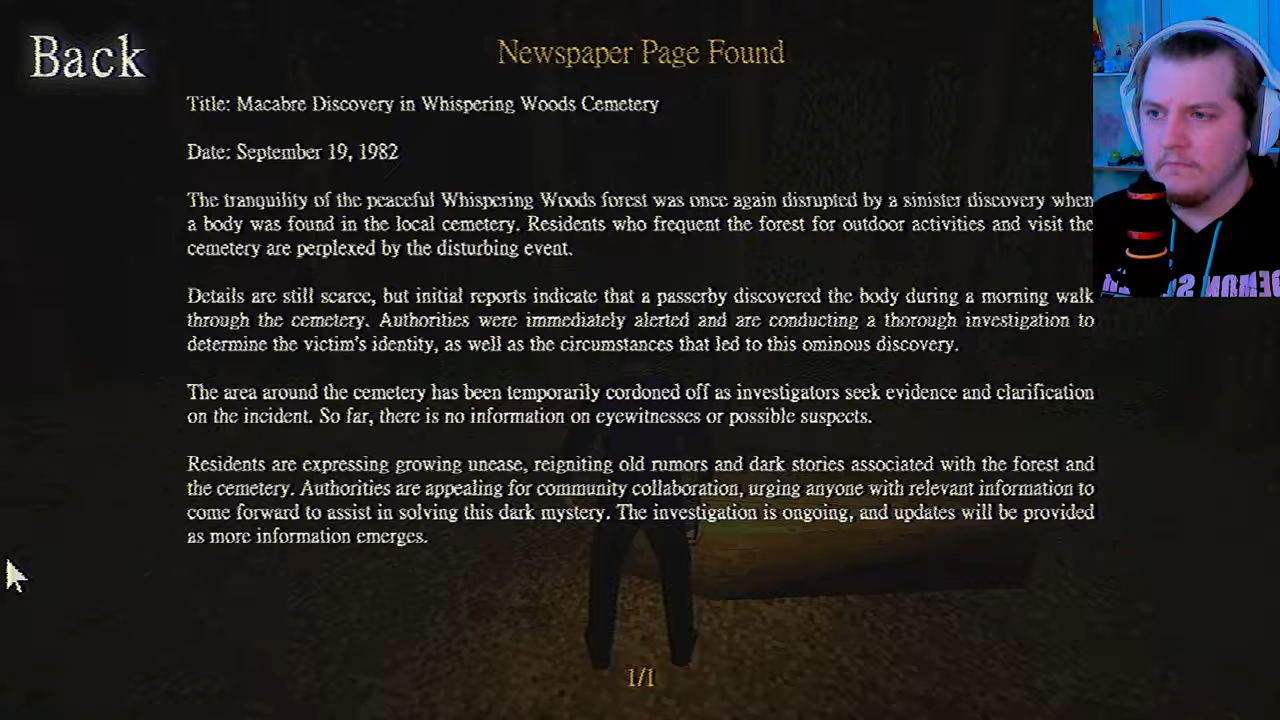 Back
Newspaper Page Found
Title: Macabre Discovery in Whispering Woods Cemetery
Date: September 19, 1982
The tranquility of the peaceful Whispering Woods forest was once again disrupted by a sinister discovery when
a body was found in the local cemetery. Residents who frequent the forest for outdoor activities and visit the
cemetery are perplexed by the disturbing event.
Details are still scarce, but initial reports indicate that a passerby discovered the body during a morning walk
through the cemetery. Authorities were immediately alerted and are conducting a thorough investigation to
determine the victim's identity, as well as the circumstances that led to this ominous discovery.
The area around the cemetery has been temporarily cordoned off as investigators seek evidence and clarification
on the incident. So far, there is no information on eyewitnesses or possible suspects.
Residents are expressing growing unease, reigniting old rumors and dark stories associated with the forest and
the cemetery. Authorities are appealing for community collaboration, urging anyone with relevant information to
come forward to assist in solving this dark mystery. The investigation is ongoing, and updates will be provided
as more information emerges.
1/1